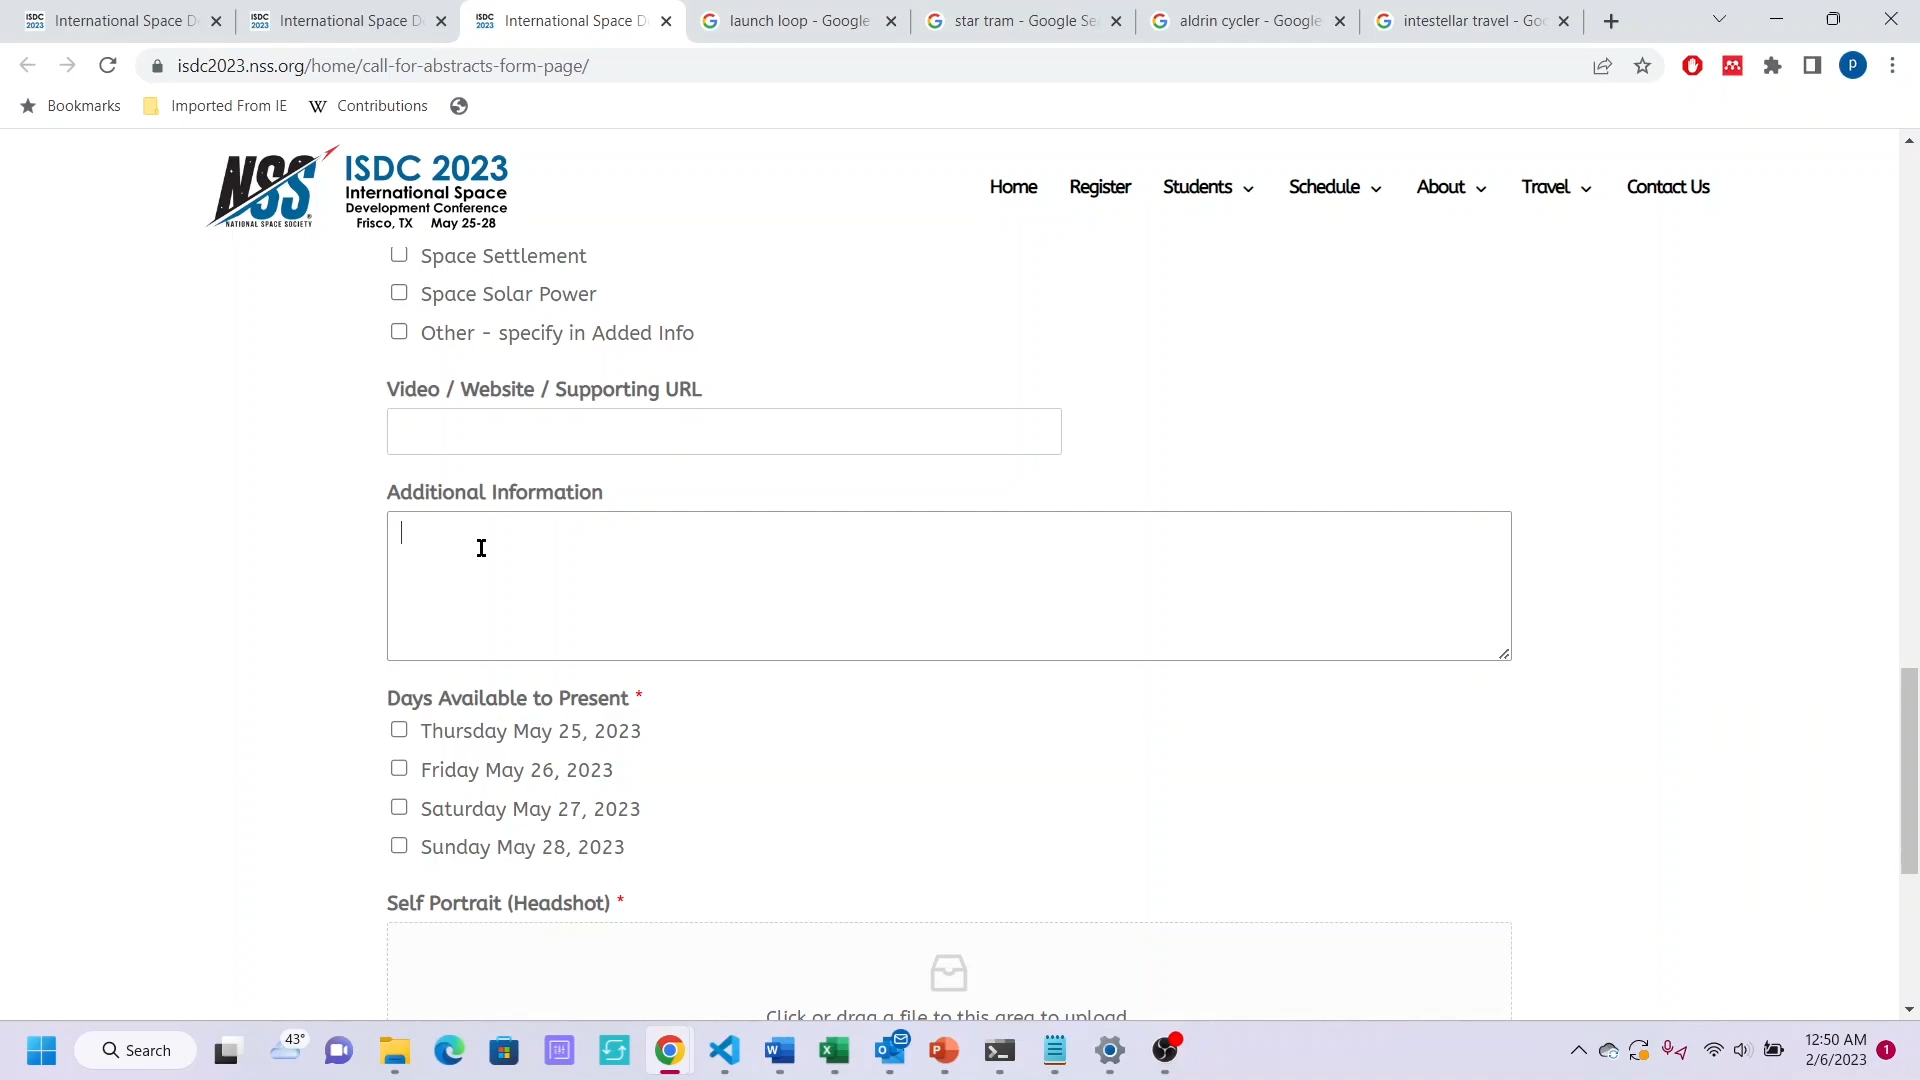 International Space D
International Space D
International Space D
launch loop - Google
star tram - Google Se
aldrin cycler - Google
intestellar travel - Goo
isdc2023.nss.org/home/call-for-abstracts-form-page/
P
Bookmarks
Imported From IE
W Contributions
NSS
NATIONAL SPACE SOCIETY
ISDC 2023
International Space
Development Conference
Frisco, TX May 25-28
Home
Register
Students
Schedule
About
Travel
Contact Us
Space Settlement
Space Solar Power
Other - specify in Added Info
Video / Website / Supporting URL
Additional Information
Days Available to Present *
Thursday May 25, 2023
Friday May 26, 2023
Saturday May 27, 2023
Sunday May 28, 2023
Self Portrait (Headshot) *
Click or drag a file to this area to upload
Search
43°
12:50 AM
2/6/2023
1